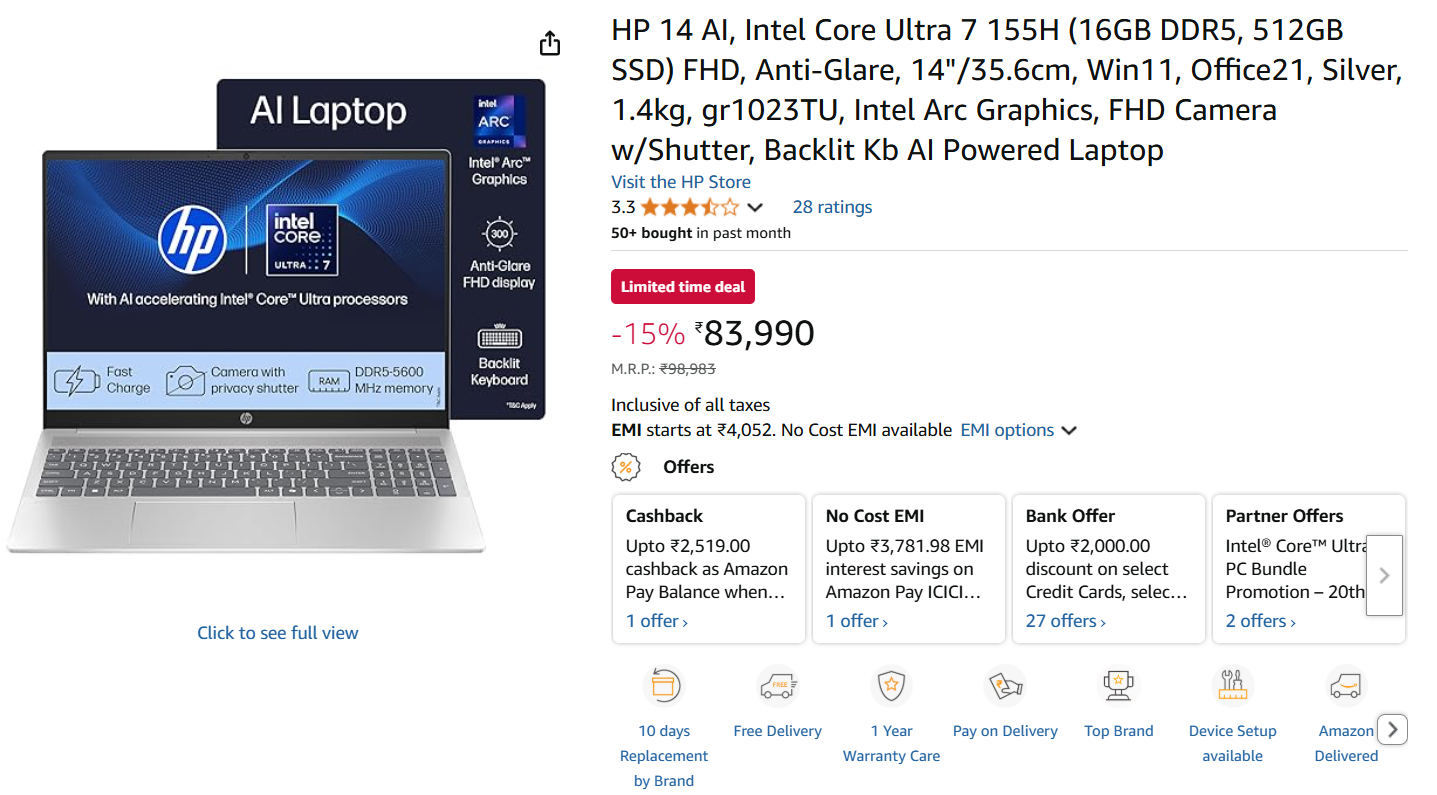 HP 14 AI, Intel Core Ultra 7 155H (16GB DDR5, 512GB
SSD) FHD, Anti-Glare, 14"/35.6cm, Win11, Office21, Silver,
1.4kg, gr1023TU, Intel Arc Graphics, FHD Camera
w/Shutter, Backlit Kb AI Powered Laptop
Visit the HP Store
3.3
28 ratings
50+ bought in past month
AI Laptop
intel
ARC
GRAPHICS
Intel® Arc™
Graphics
300
Anti-Glare
FHD display
Backlit
Keyboard
*T&C Apply
hp
intel
CORE
ULTRA 7
With AI accelerating Intel® Core™ Ultra processors
Fast
Charge
Camera with
privacy shutter
RAM
DDR5-5600
MHz memory
hp
Click to see full view
Limited time deal
-15% ₹83,990
M.R.P.: ₹98,983
Inclusive of all taxes
EMI starts at ₹4,052. No Cost EMI available EMI options
% Offers
Cashback
Upto ₹2,519.00
cashback as Amazon
Pay Balance when…
1 offer ›
No Cost EMI
Upto ₹3,781.98 EMI
interest savings on
Amazon Pay ICICI…
1 offer ›
Bank Offer
Upto ₹2,000.00
discount on select
Credit Cards, selec…
27 offers ›
Partner Offers
Intel® Core™ Ultra
PC Bundle
Promotion – 20th
2 offers ›
10 days
Replacement
by Brand
FREE
Free Delivery
1 Year
Warranty Care
Pay on Delivery
Top Brand
Device Setup
available
Amazon
Delivered